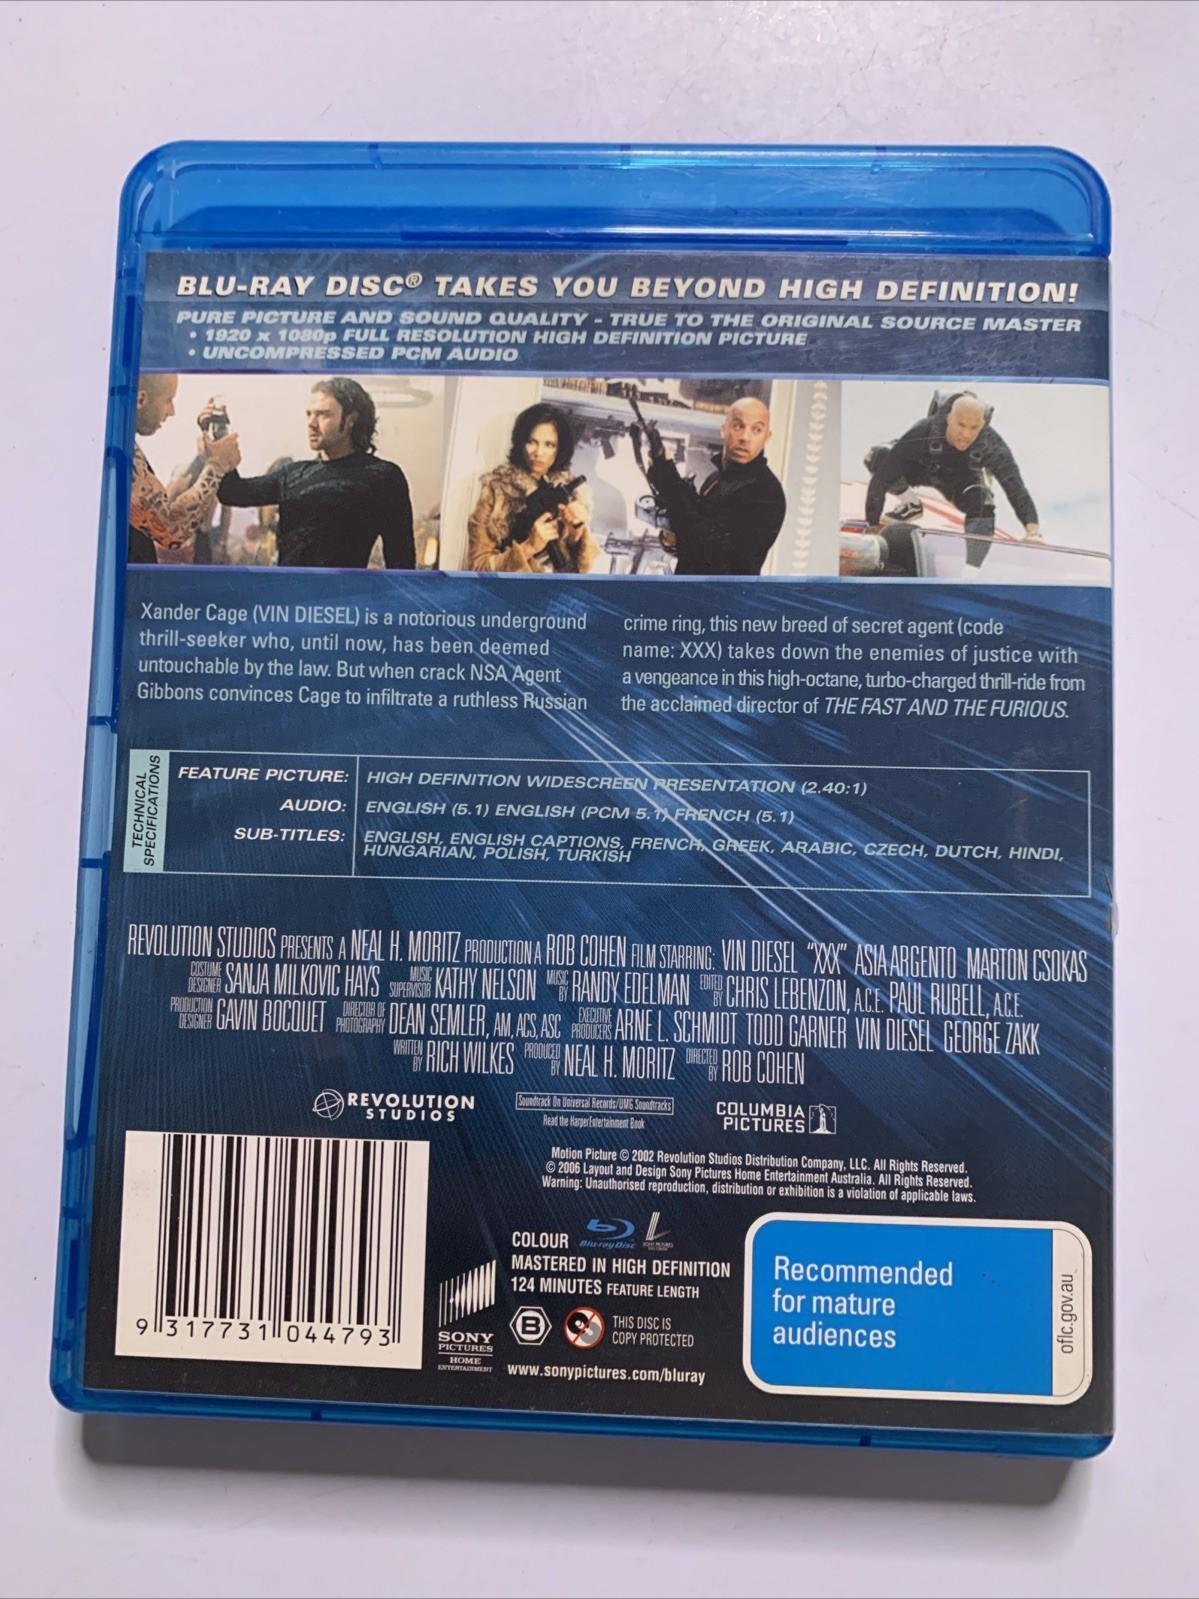 BLU-RAY DISC® TAKES YOU BEYOND HIGH DEFINITION!
PURE PICTURE AND SOUND QUALITY - TRUE TO THE ORIGINAL SOURCE MASTER
• 1920 x 1080p FULL RESOLUTION HIGH DEFINITION PICTURE
• UNCOMPRESSED PCM AUDIO
Xander Cage (VIN DIESEL) is a notorious underground
thrill-seeker who, until now, has been deemed
untouchable by the law. But when crack NSA Agent
Gibbons convinces Cage to infiltrate a ruthless Russian
crime ring, this new breed of secret agent (code
name: XXX) takes down the enemies of justice with
a vengeance in this high-octane, turbo-charged thrill-ride from
the acclaimed director of THE FAST AND THE FURIOUS.
TECHNICAL
SPECIFICATIONS
FEATURE PICTURE: HIGH DEFINITION WIDESCREEN PRESENTATION (2.40:1)
AUDIO: ENGLISH (5.1) ENGLISH (PCM 5.1) FRENCH (5.1)
SUB-TITLES: ENGLISH, ENGLISH CAPTIONS, FRENCH, GREEK, ARABIC, CZECH, DUTCH, HINDI,
HUNGARIAN, POLISH, TURKISH
REVOLUTION STUDIOS PRESENTS A NEAL H. MORITZ PRODUCTION A ROB COHEN FILM STARRING: VIN DIESEL "XXX" ASIA ARGENTO MARTON CSOKAS
COSTUME DESIGNER SANJA MILKOVIC HAYS MUSIC SUPERVISOR KATHY NELSON MUSIC BY RANDY EDELMAN EDITED BY CHRIS LEBENZON, A.C.E. PAUL RUBELL, A.C.E.
PRODUCTION DESIGNER GAVIN BOCQUET DIRECTOR OF PHOTOGRAPHY DEAN SEMLER, AM, ACS, ASC EXECUTIVE PRODUCERS ARNE L. SCHMIDT TODD GARNER VIN DIESEL GEORGE ZAKK
WRITTEN BY RICH WILKES PRODUCED BY NEAL H. MORITZ DIRECTED BY ROB COHEN
REVOLUTION
STUDIOS
Soundtrack On Universal Records/UMG Soundtracks
Read the HarperEntertainment Book
COLUMBIA
PICTURES
Motion Picture © 2002 Revolution Studios Distribution Company, LLC. All Rights Reserved.
© 2006 Layout and Design Sony Pictures Home Entertainment Australia. All Rights Reserved.
Warning: Unauthorised reproduction, distribution or exhibition is a violation of applicable laws.
9 317731 044793
SONY
PICTURES
HOME
ENTERTAINMENT
COLOUR Blu-ray Disc
MASTERED IN HIGH DEFINITION
124 MINUTES FEATURE LENGTH
B
THIS DISC IS
COPY PROTECTED
www.sonypictures.com/bluray
Recommended
for mature
audiences
oflc.gov.au